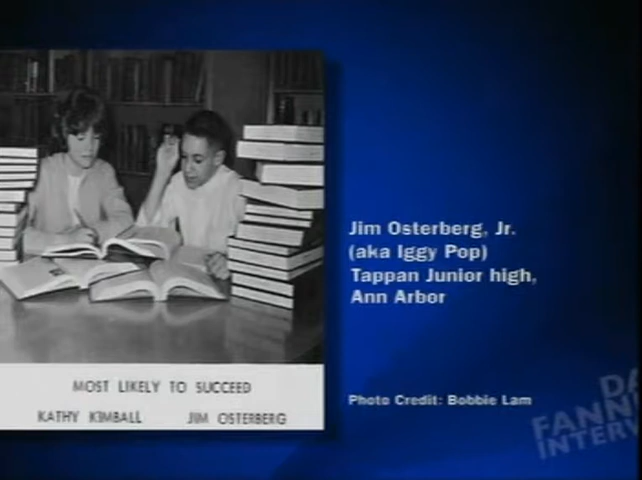 Jim Osterberg, Jr.
(aka Iggy Pop)
Tappan Junior high,
Ann Arbor
MOST LIKELY TO SUCCEED
KATHY KIMBALL JIM OSTERBERG
Photo Credit: Bobbie Lam